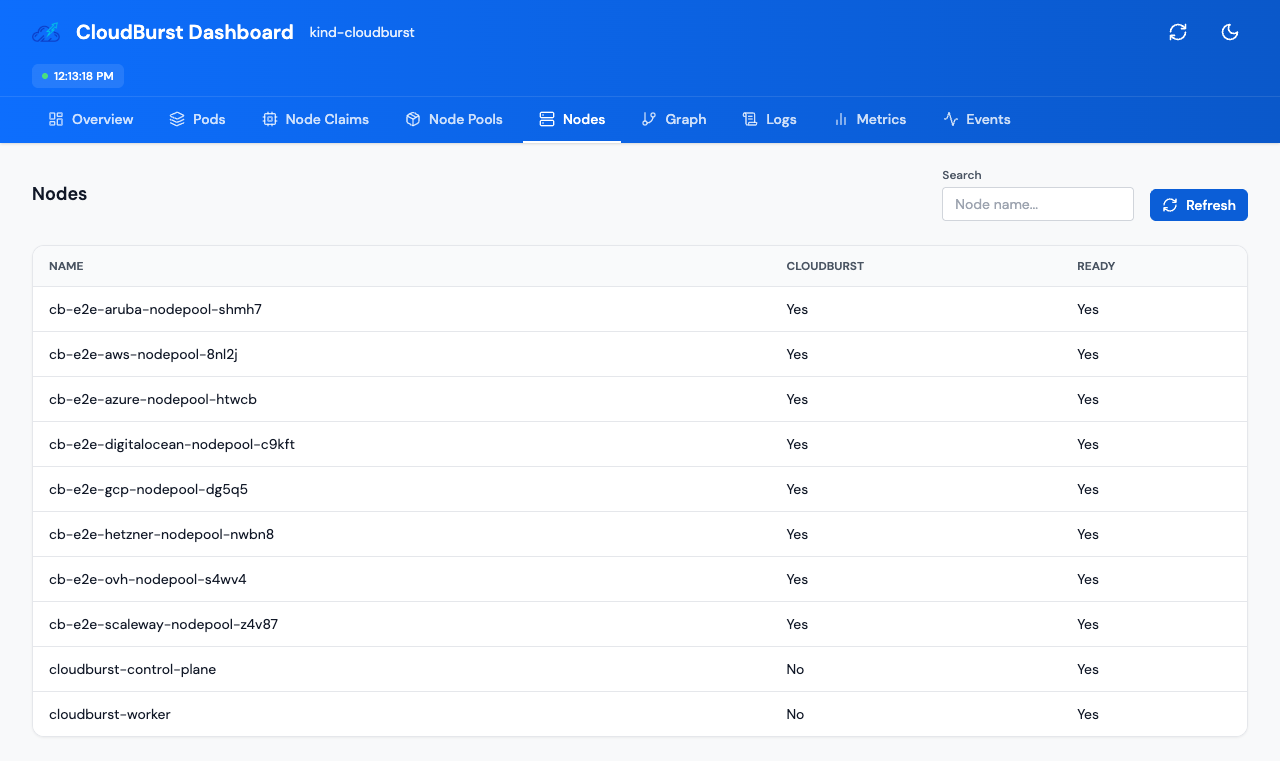 CloudBurst Dashboard kind-cloudburst
12:13:18 PM
Overview Pods Node Claims Node Pools Nodes Graph Logs Metrics Events
Nodes
Search
Node name...
Refresh
NAME CLOUDBURST READY
cb-e2e-aruba-nodepool-shmh7 Yes Yes
cb-e2e-aws-nodepool-8nl2j Yes Yes
cb-e2e-azure-nodepool-htwcb Yes Yes
cb-e2e-digitalocean-nodepool-c9kft Yes Yes
cb-e2e-gcp-nodepool-dg5q5 Yes Yes
cb-e2e-hetzner-nodepool-nwbn8 Yes Yes
cb-e2e-ovh-nodepool-s4wv4 Yes Yes
cb-e2e-scaleway-nodepool-z4v87 Yes Yes
cloudburst-control-plane No Yes
cloudburst-worker No Yes